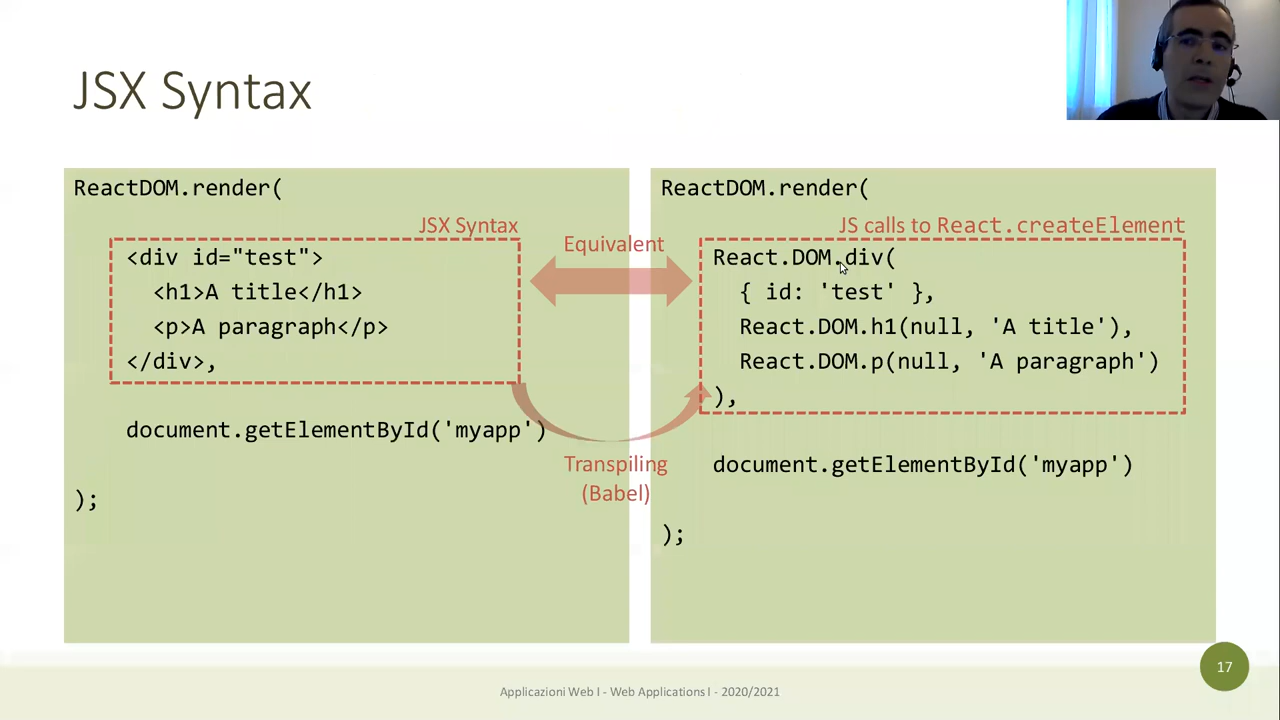 JSX Syntax
ReactDOM.render(
JSX Syntax
<div id="test">
<h1>A title</h1>
<p>A paragraph</p>
</div>,
document.getElementById('myapp')
);
Equivalent
Transpiling
(Babel)
ReactDOM.render(
JS calls to React.createElement
React.DOM.div(
{ id: 'test' },
React.DOM.h1(null, 'A title'),
React.DOM.p(null, 'A paragraph')
),
document.getElementById('myapp')
);
17
Applicazioni Web I - Web Applications I - 2020/2021